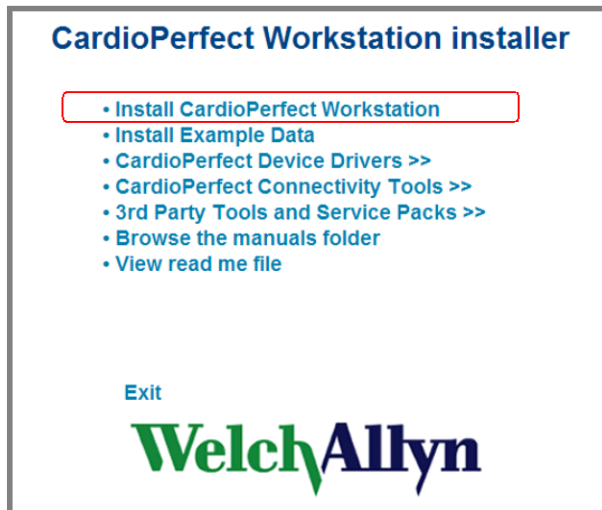 CardioPerfect Workstation installer
• Install CardioPerfect Workstation
• Install Example Data
• CardioPerfect Device Drivers >>
• CardioPerfect Connectivity Tools >>
• 3rd Party Tools and Service Packs >>
• Browse the manuals folder
• View read me file
Exit
WelchAllyn